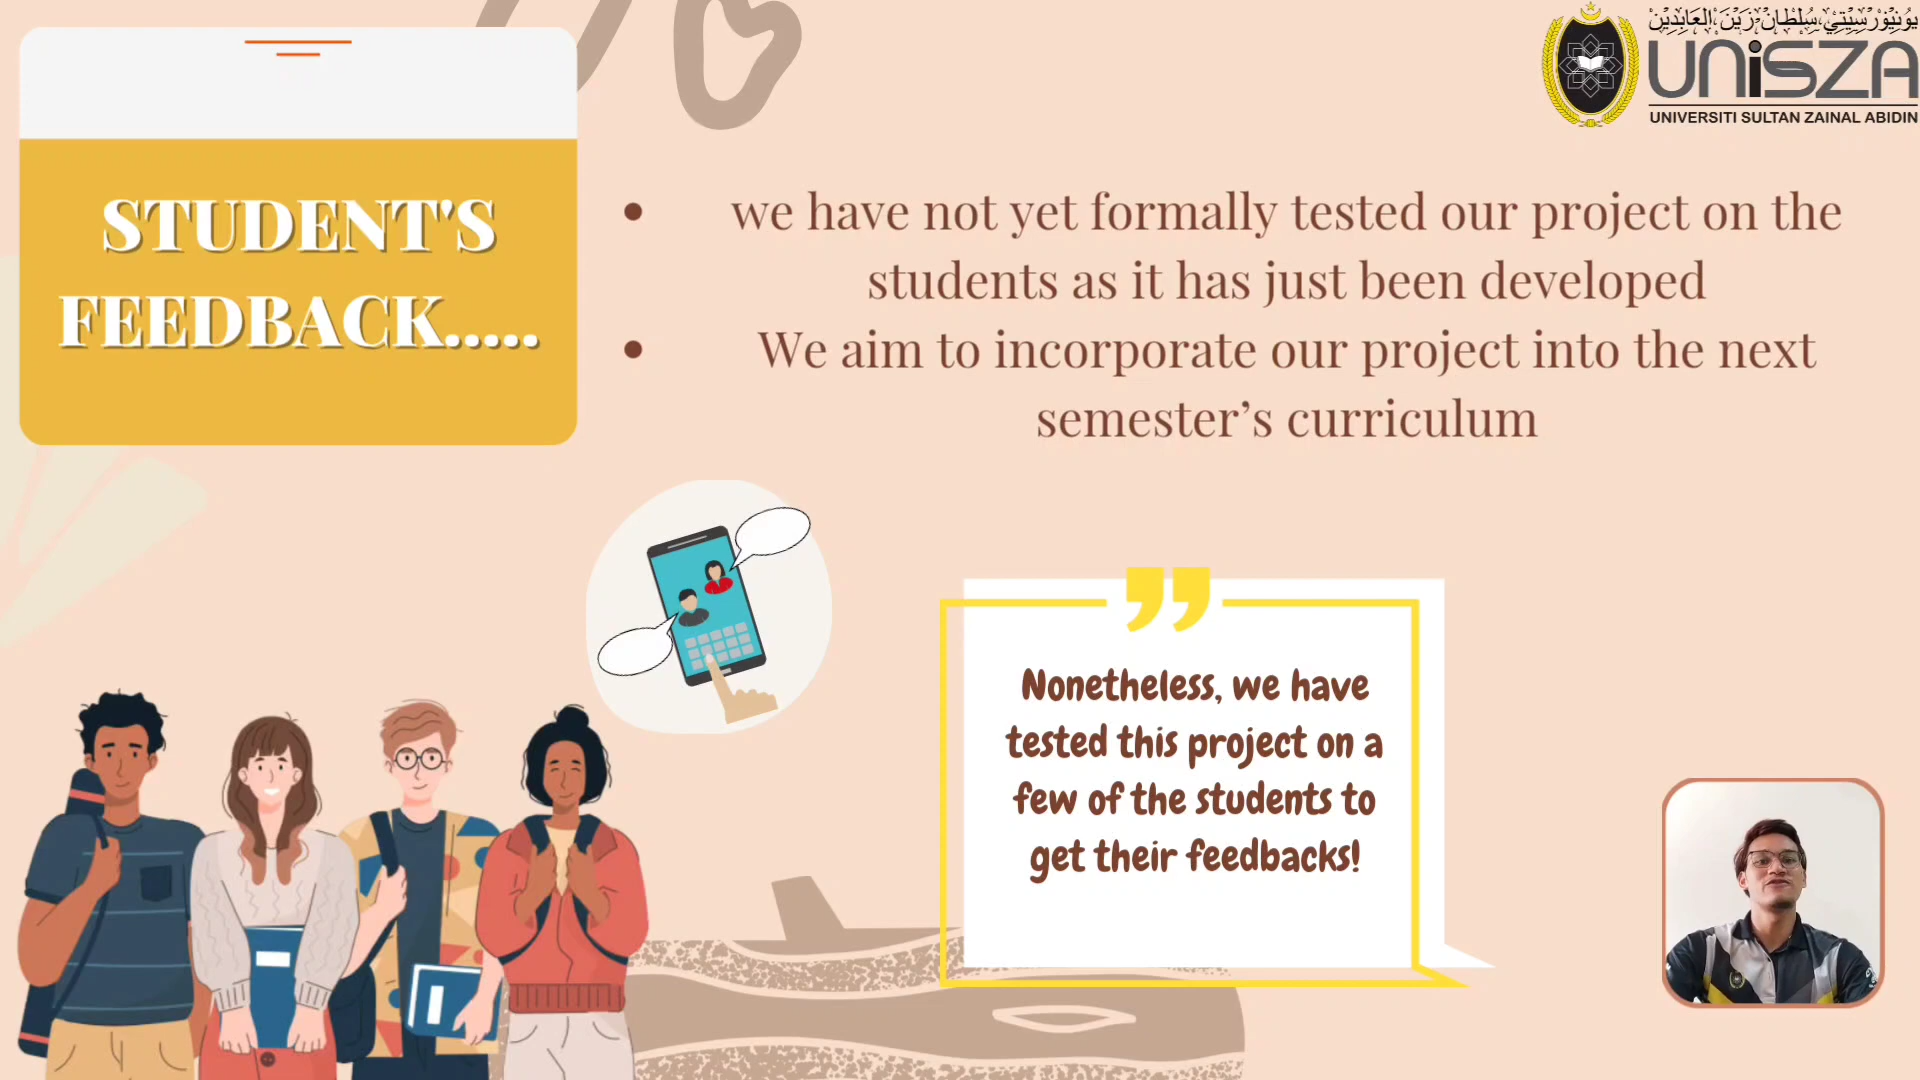 يونيۏرسيتي سلطان زين العابدين
UNiSZA
UNIVERSITI SULTAN ZAINAL ABIDIN
STUDENT'S
FEEDBACK.....
• we have not yet formally tested our project on the
students as it has just been developed
• We aim to incorporate our project into the next
semester’s curriculum
Nonetheless, we have
tested this project on a
few of the students to
get their feedbacks!